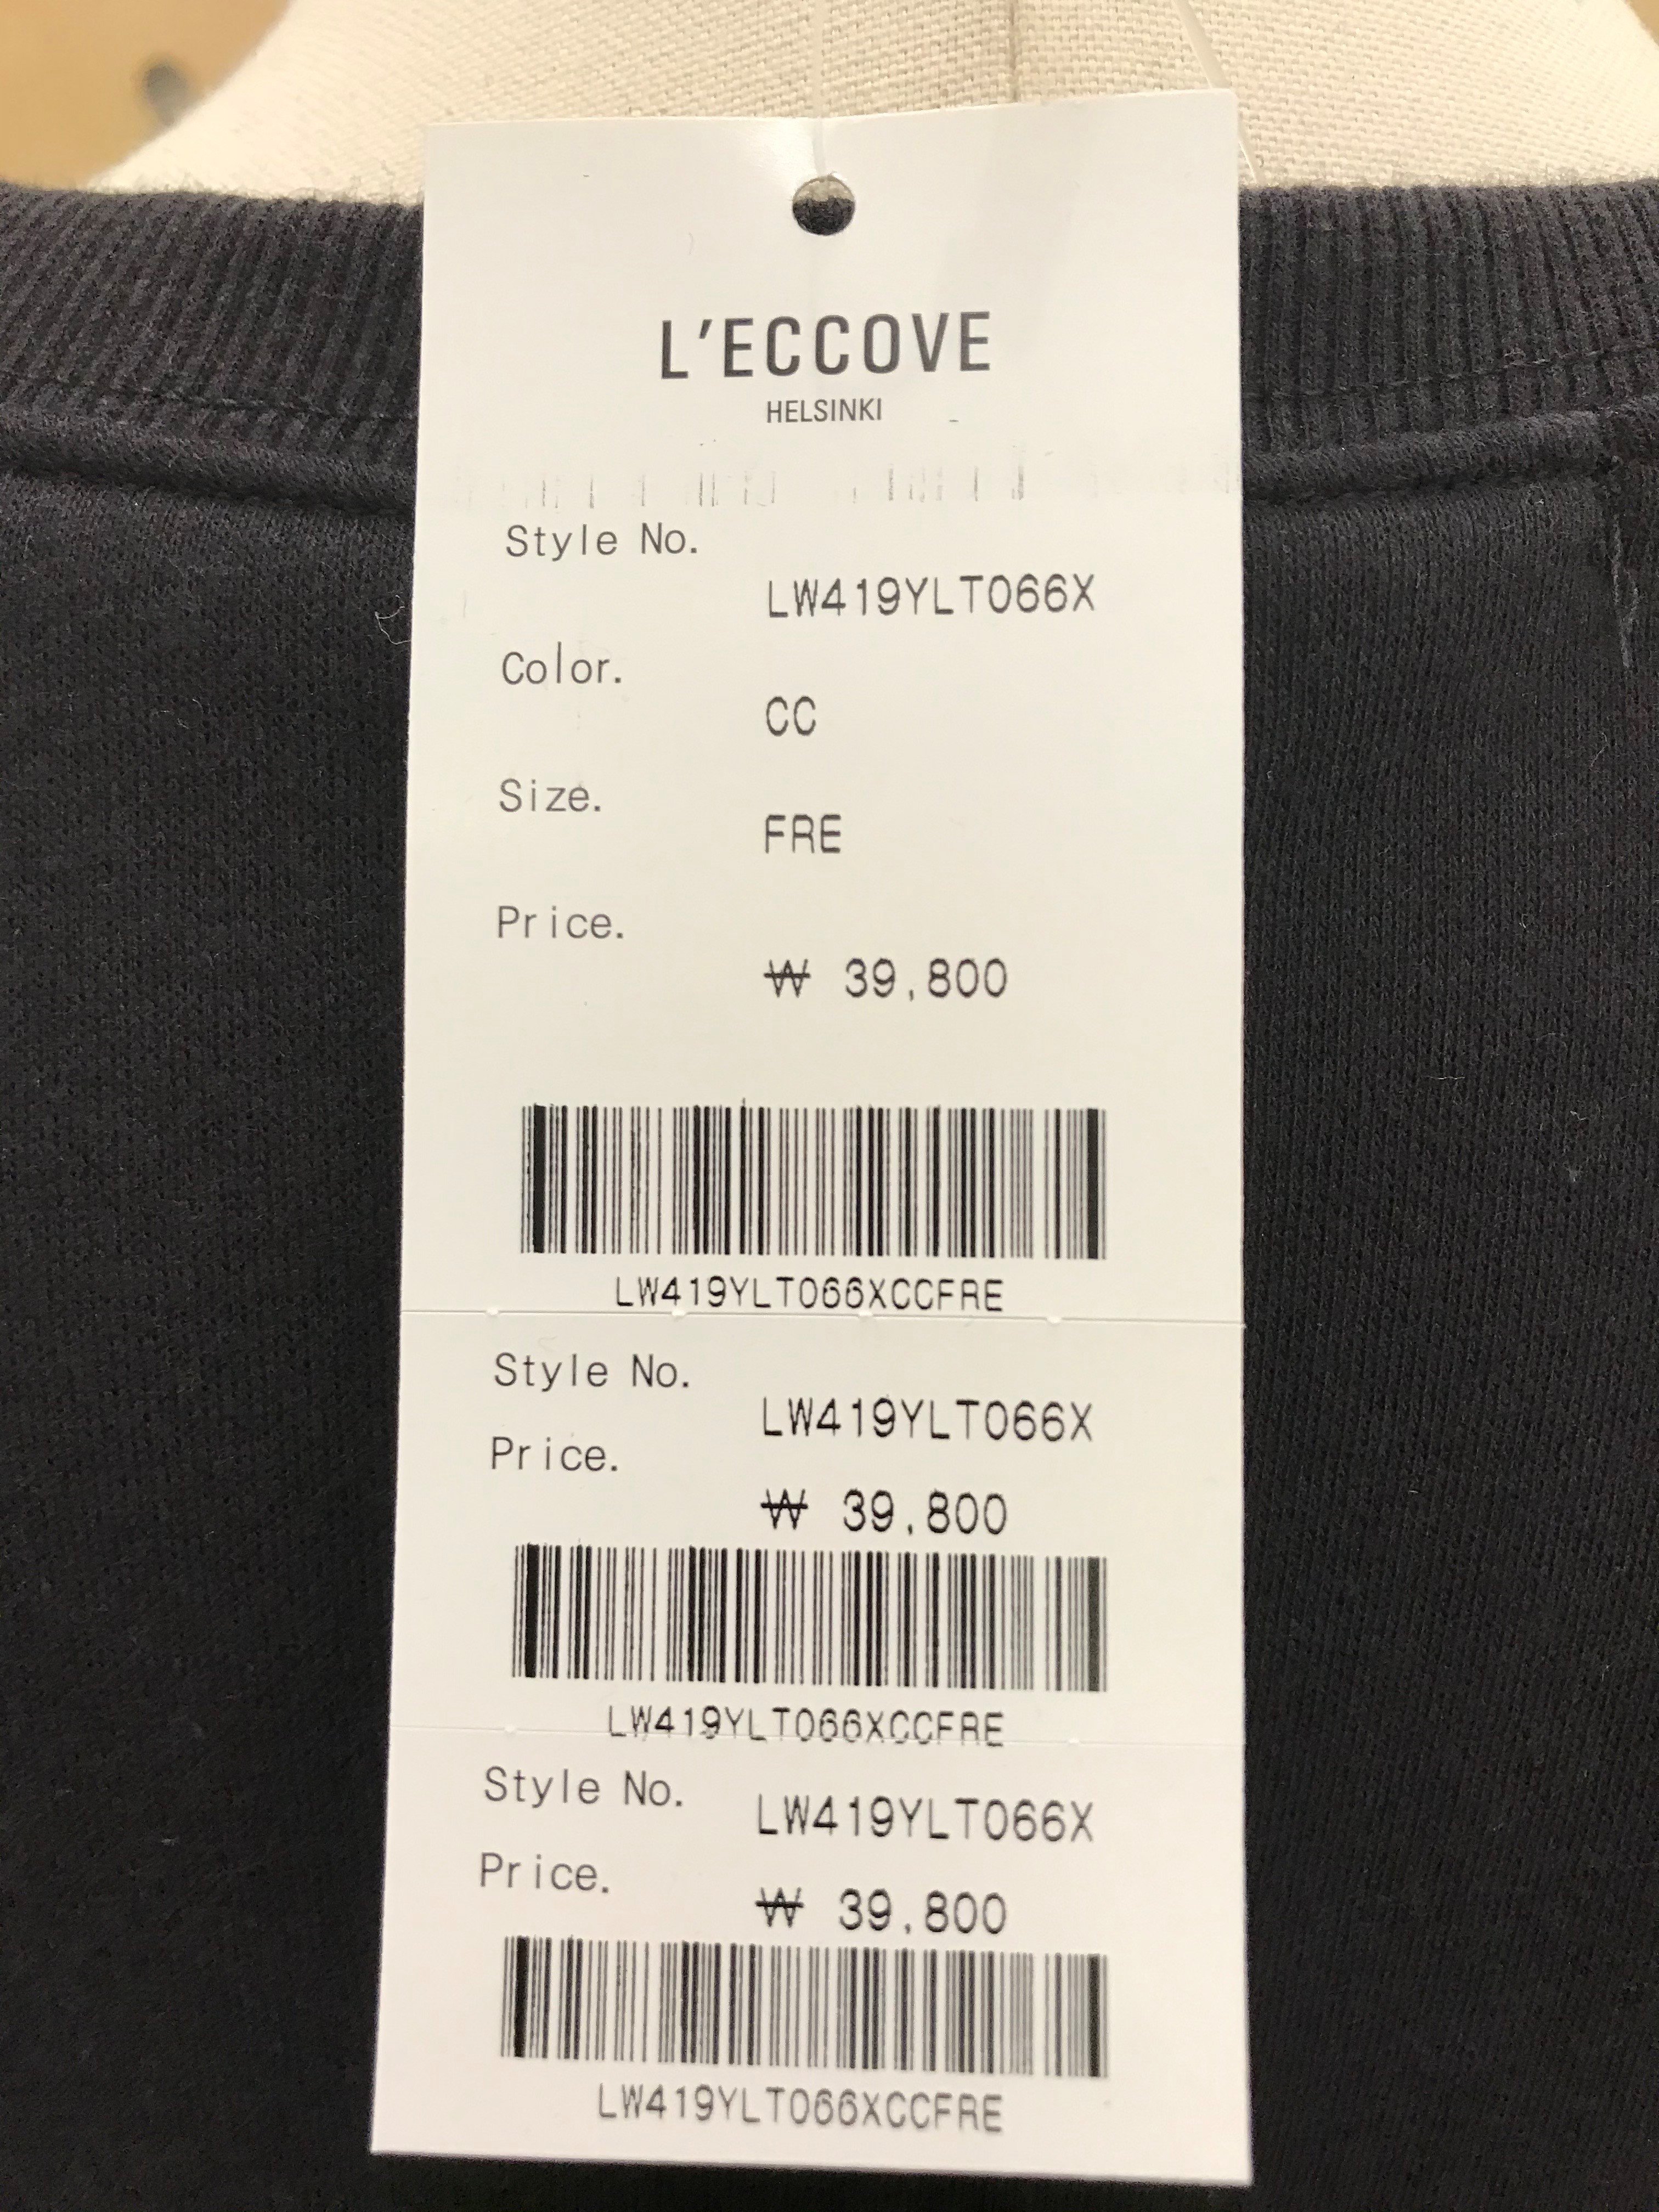 L'ECCOVE
HELSINKI
Style No.
LW419YLT066X
Color.
CC
Size.
FRE
Price.
₩ 39,800
LW419YLT066XCCFRE
Style No.
LW419YLT066X
Price.
₩ 39,800
LW419YLT066XCCFRE
Style No.
LW419YLT066X
Price.
₩ 39,800
LW419YLT066XCCFRE